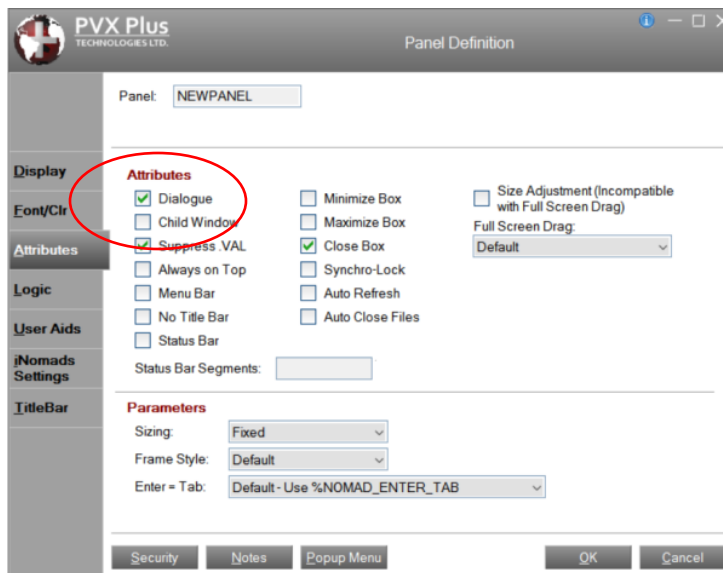 PVX Plus
TECHNOLOGIES LTD.
Panel Definition
Panel: NEWPANEL
Display
Font/Clr
Attributes
Logic
User Aids
iNomads
Settings
TitleBar
Attributes
Dialogue
Child Window
Suppress .VAL
Always on Top
Menu Bar
No Title Bar
Status Bar
Minimize Box
Maximize Box
Close Box
Synchro-Lock
Auto Refresh
Auto Close Files
Size Adjustment (Incompatible
with Full Screen Drag)
Full Screen Drag:
Default
Status Bar Segments:
Parameters
Sizing: Fixed
Frame Style: Default
Enter = Tab: Default - Use %NOMAD_ENTER_TAB
Security Notes Popup Menu OK Cancel